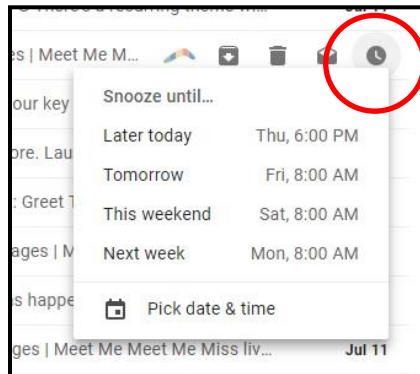 es | Meet Me M...
our key
Snooze until...
Later today Thu, 6:00 PM
ore. Lau
Tomorrow Fri, 8:00 AM
: Greet
This weekend Sat, 8:00 AM
ages | M
Next week Mon, 8:00 AM
s happe
Pick date & time
ges | Meet Me Meet Me Miss liv... Jul 11